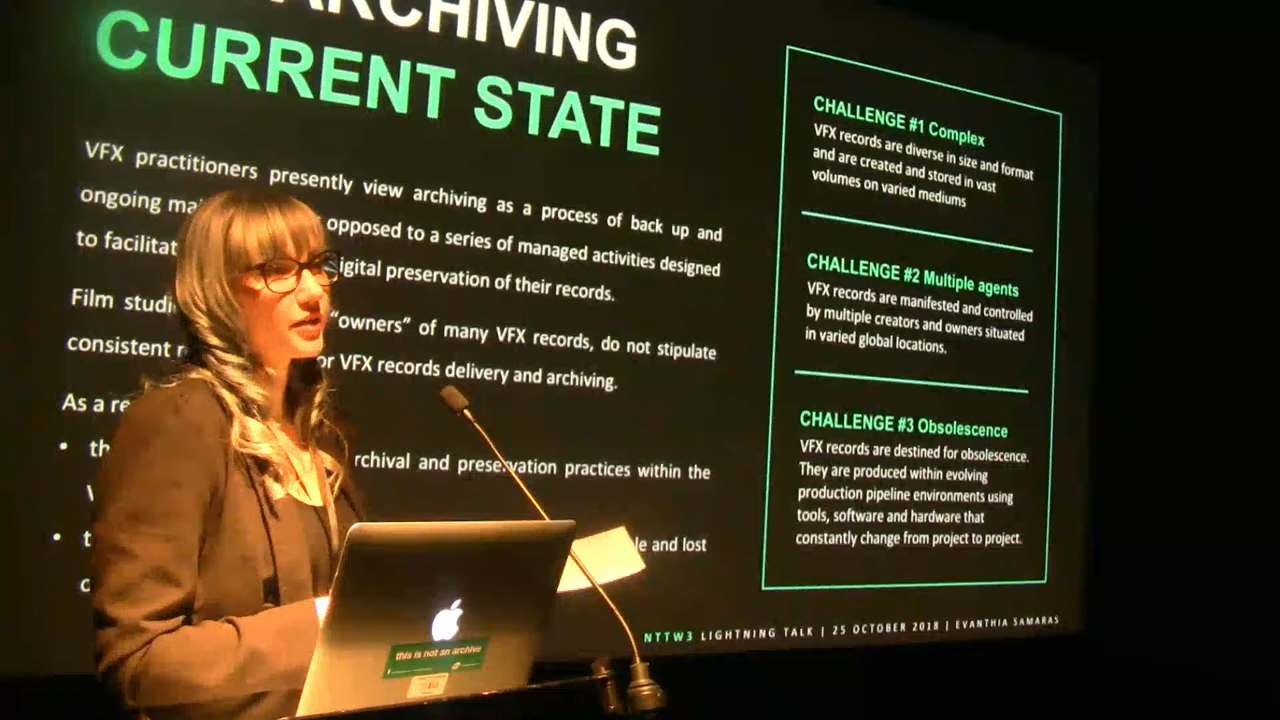 ARCHIVING
CURRENT STATE
VFX practitioners presently view archiving as a process of back up and
ongoing opposed to a series of managed activities designed
to digital preservation of their records.
Film "owners" of many VFX records, do not stipulate
consistent or VFX records delivery and archiving.
As a
• archival and preservation practices within the
• and lost
CHALLENGE #1 Complex
VFX records are diverse in size and format
and are created and stored in vast
volumes on varied mediums
CHALLENGE #2 Multiple agents
VFX records are manifested and controlled
by multiple creators and owners situated
in varied global locations.
CHALLENGE #3 Obsolescence
VFX records are destined for obsolescence.
They are produced within evolving
production pipeline environments using
tools, software and hardware that
constantly change from project to project.
NTTW3 LIGHTNING TALK | 25 OCTOBER 2018 | EVANTHIA SAMARAS
this is not an archive